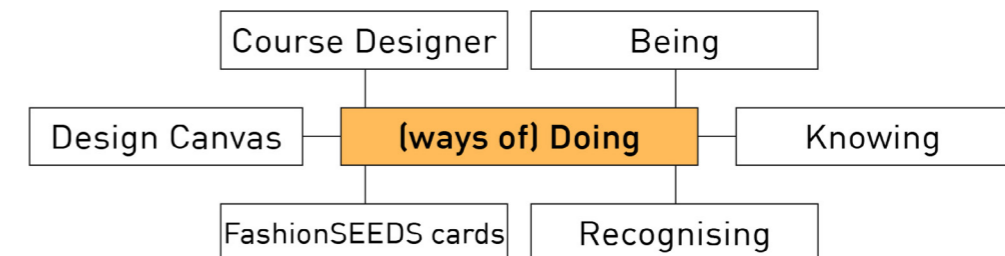 Course Designer
Being
Design Canvas
(ways of) Doing
Knowing
FashionSEEDS cards
Recognising